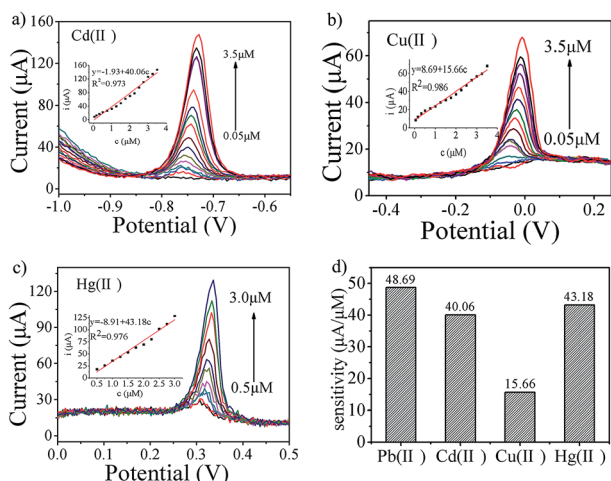 a)
Cd(II )
y=-1.93+40.06c
R²=0.973
i (μA)
160
120
80
40
0
0 1 2 3 4
c (μM)
3.5μM
0.05μM
Current (μA)
160
120
80
40
0
-1.0 -0.9 -0.8 -0.7 -0.6
Potential (V)
b)
Cu(II )
y=8.69+15.66c
R²=0.986
i (μA)
60
40
20
0
0 1 2 3
c (μM)
3.5μM
0.05μM
Current (μA)
80
60
40
20
0
-0.4 -0.2 0.0 0.2
Potential (V)
c)
Hg(II )
y=-8.91+43.18c
R²=0.976
i (μA)
125
100
75
50
25
0
0.5 1.0 1.5 2.0 2.5 3.0
c (μM)
3.0μM
0.5μM
Current (μA)
120
90
60
30
0
0.0 0.1 0.2 0.3 0.4 0.5
Potential (V)
d)
sensitivity (μA/μM)
50
40
30
20
10
0
48.69
40.06
15.66
43.18
Pb(II ) Cd(II ) Cu(II ) Hg(II )